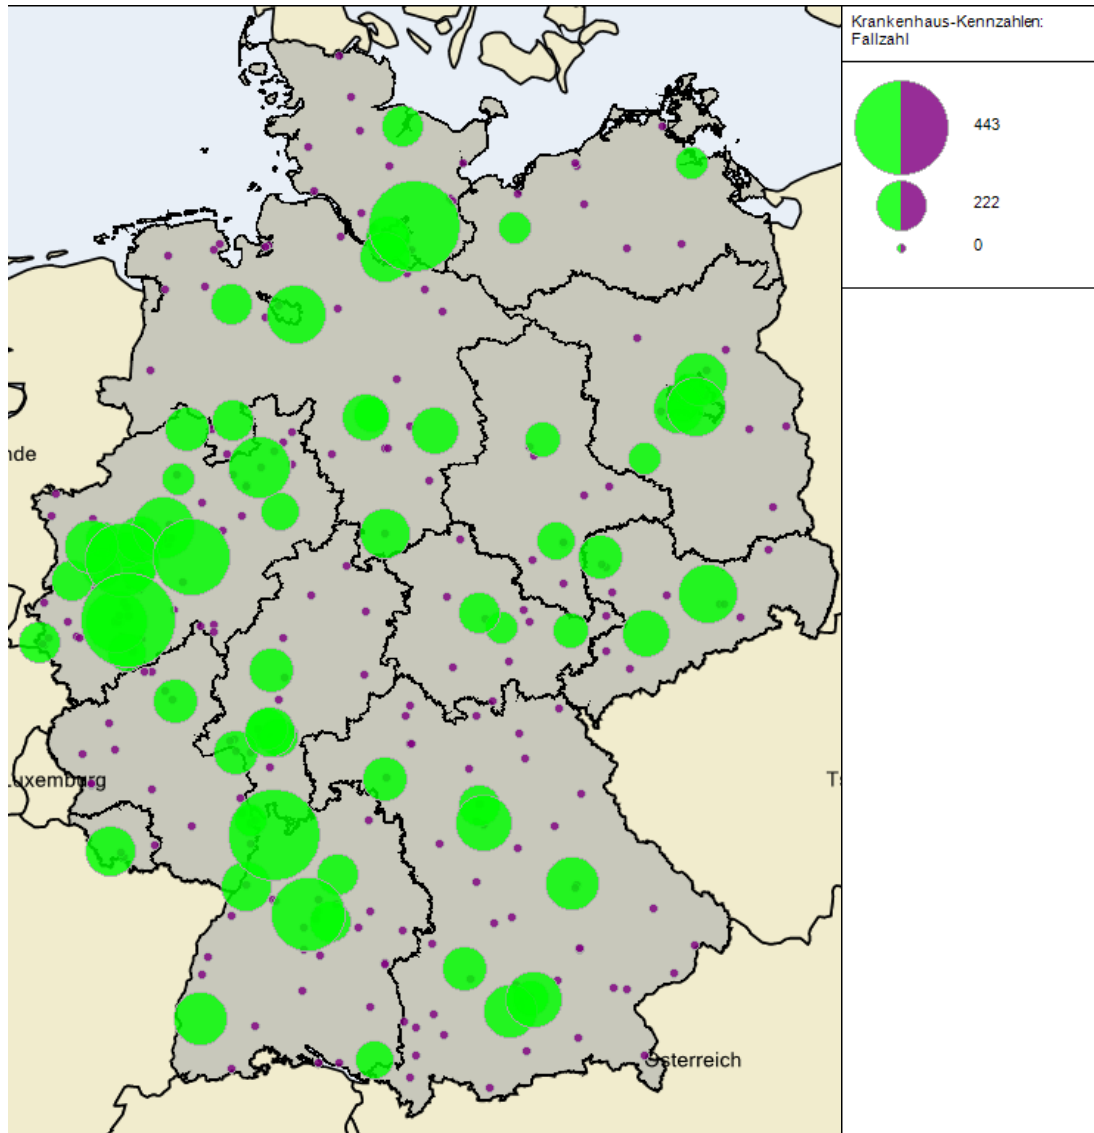 Krankenhaus-Kennzahlen:
Fallzahl
443
222
0
nde
Luxemburg
T
Österreich